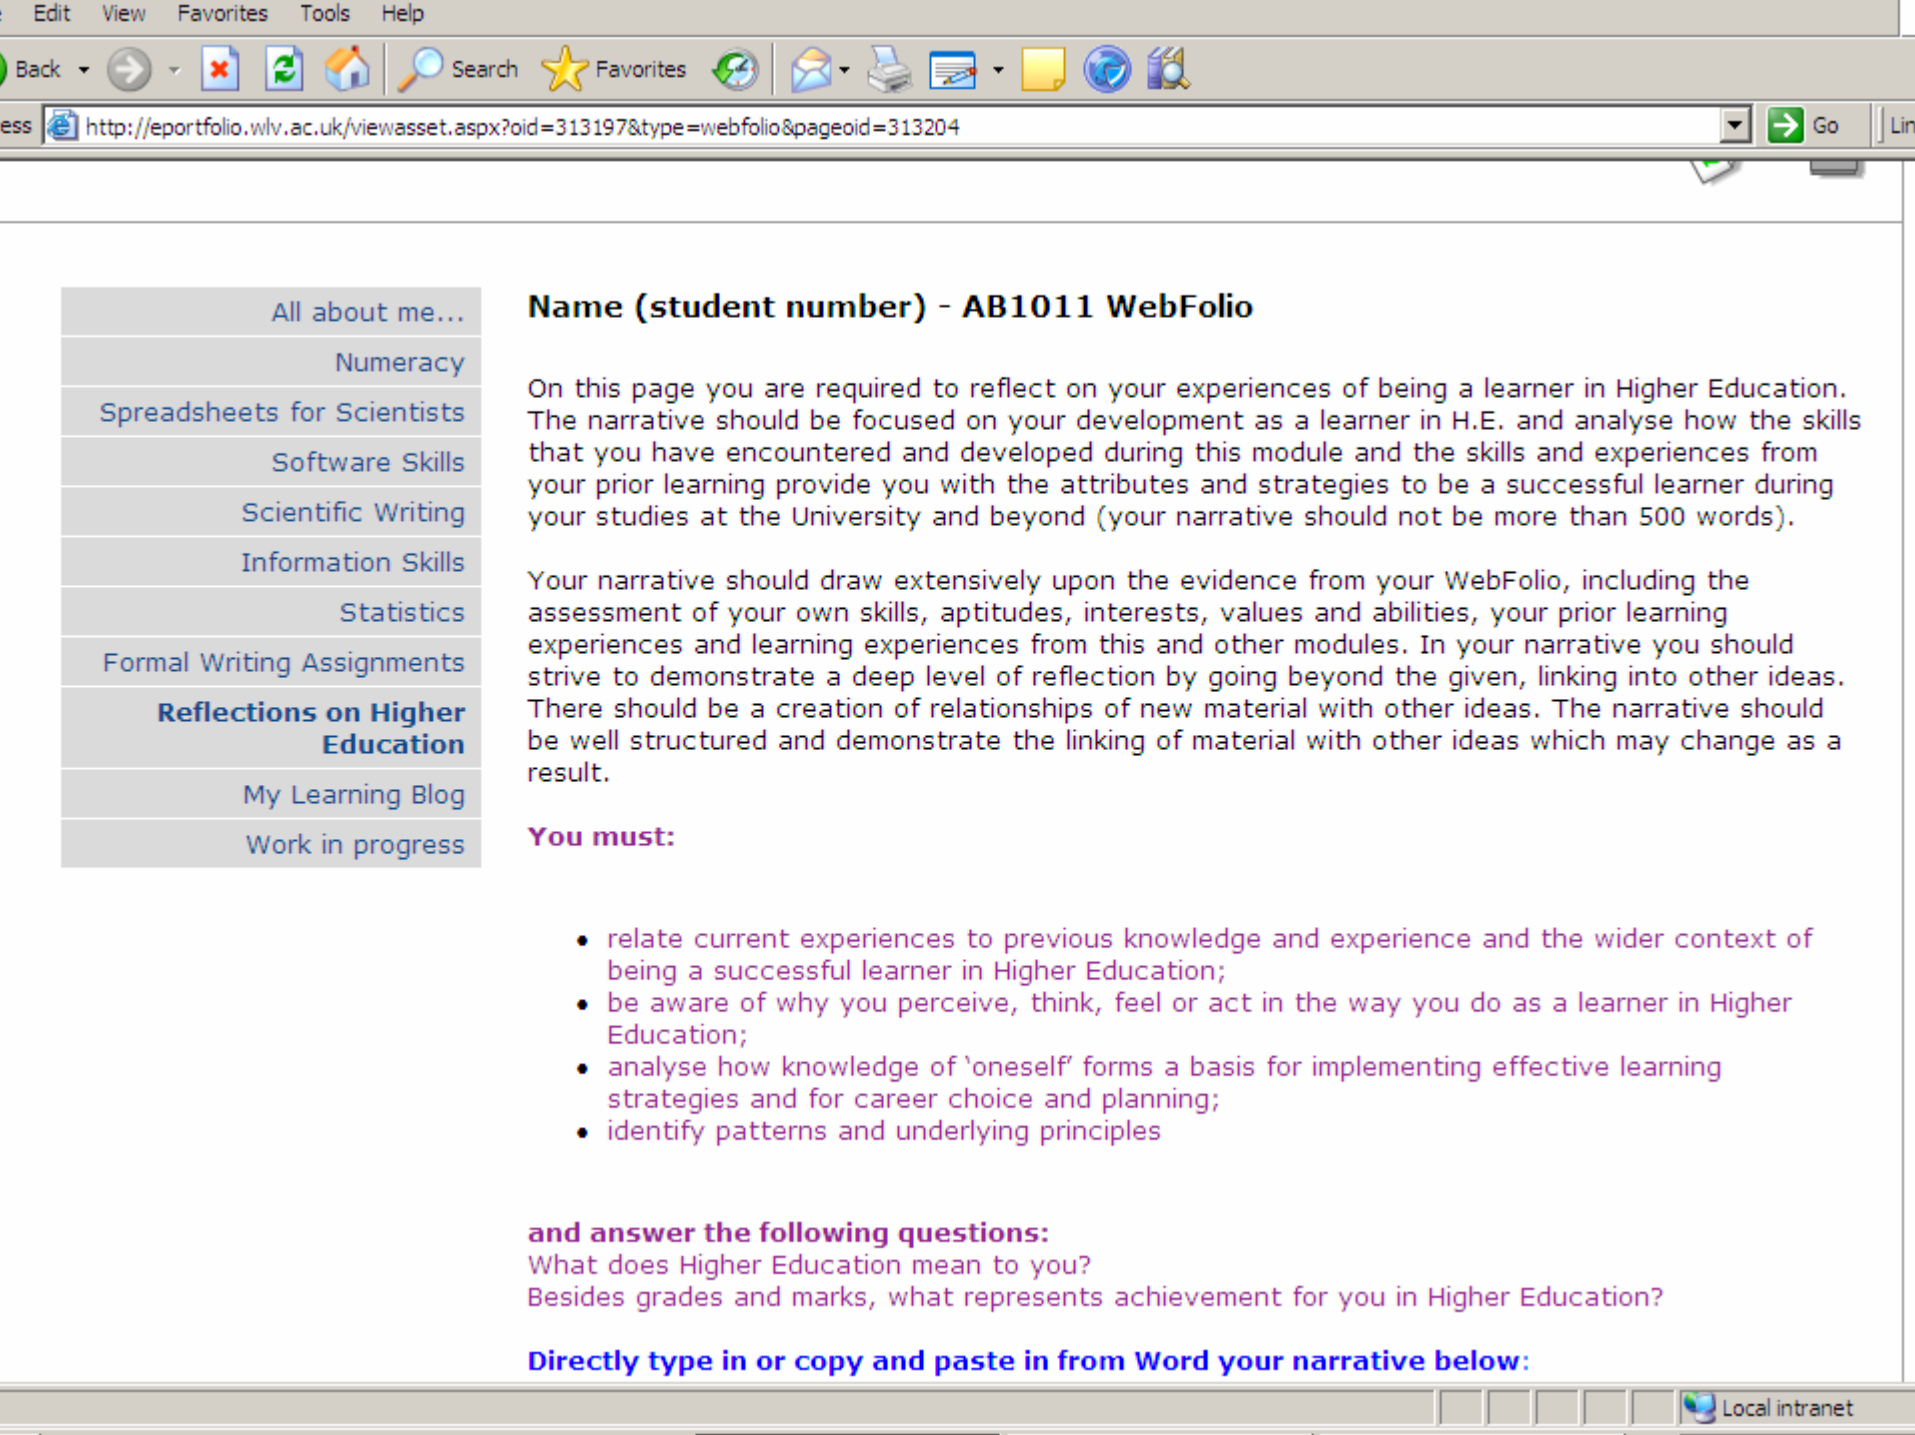 Edit View Favorites Tools Help
Back Search Favorites
http://eportfolio.wlv.ac.uk/viewasset.aspx?oid=313197&type=webfolio&pageoid=313204 Go
All about me...
Numeracy
Spreadsheets for Scientists
Software Skills
Scientific Writing
Information Skills
Statistics
Formal Writing Assignments
Reflections on Higher
Education
My Learning Blog
Work in progress
Name (student number) - AB1011 WebFolio
On this page you are required to reflect on your experiences of being a learner in Higher Education.
The narrative should be focused on your development as a learner in H.E. and analyse how the skills
that you have encountered and developed during this module and the skills and experiences from
your prior learning provide you with the attributes and strategies to be a successful learner during
your studies at the University and beyond (your narrative should not be more than 500 words).
Your narrative should draw extensively upon the evidence from your WebFolio, including the
assessment of your own skills, aptitudes, interests, values and abilities, your prior learning
experiences and learning experiences from this and other modules. In your narrative you should
strive to demonstrate a deep level of reflection by going beyond the given, linking into other ideas.
There should be a creation of relationships of new material with other ideas. The narrative should
be well structured and demonstrate the linking of material with other ideas which may change as a
result.
You must:
• relate current experiences to previous knowledge and experience and the wider context of
being a successful learner in Higher Education;
• be aware of why you perceive, think, feel or act in the way you do as a learner in Higher
Education;
• analyse how knowledge of ‘oneself’ forms a basis for implementing effective learning
strategies and for career choice and planning;
• identify patterns and underlying principles
and answer the following questions:
What does Higher Education mean to you?
Besides grades and marks, what represents achievement for you in Higher Education?
Directly type in or copy and paste in from Word your narrative below:
Local intranet